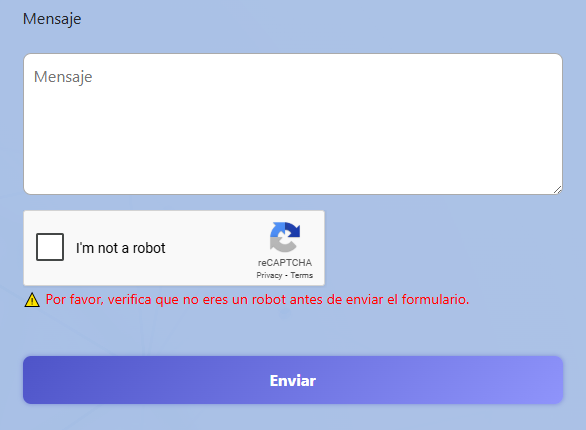 Mensaje
Mensaje
I'm not a robot
reCAPTCHA
Privacy - Terms
⚠ Por favor, verifica que no eres un robot antes de enviar el formulario.
Enviar